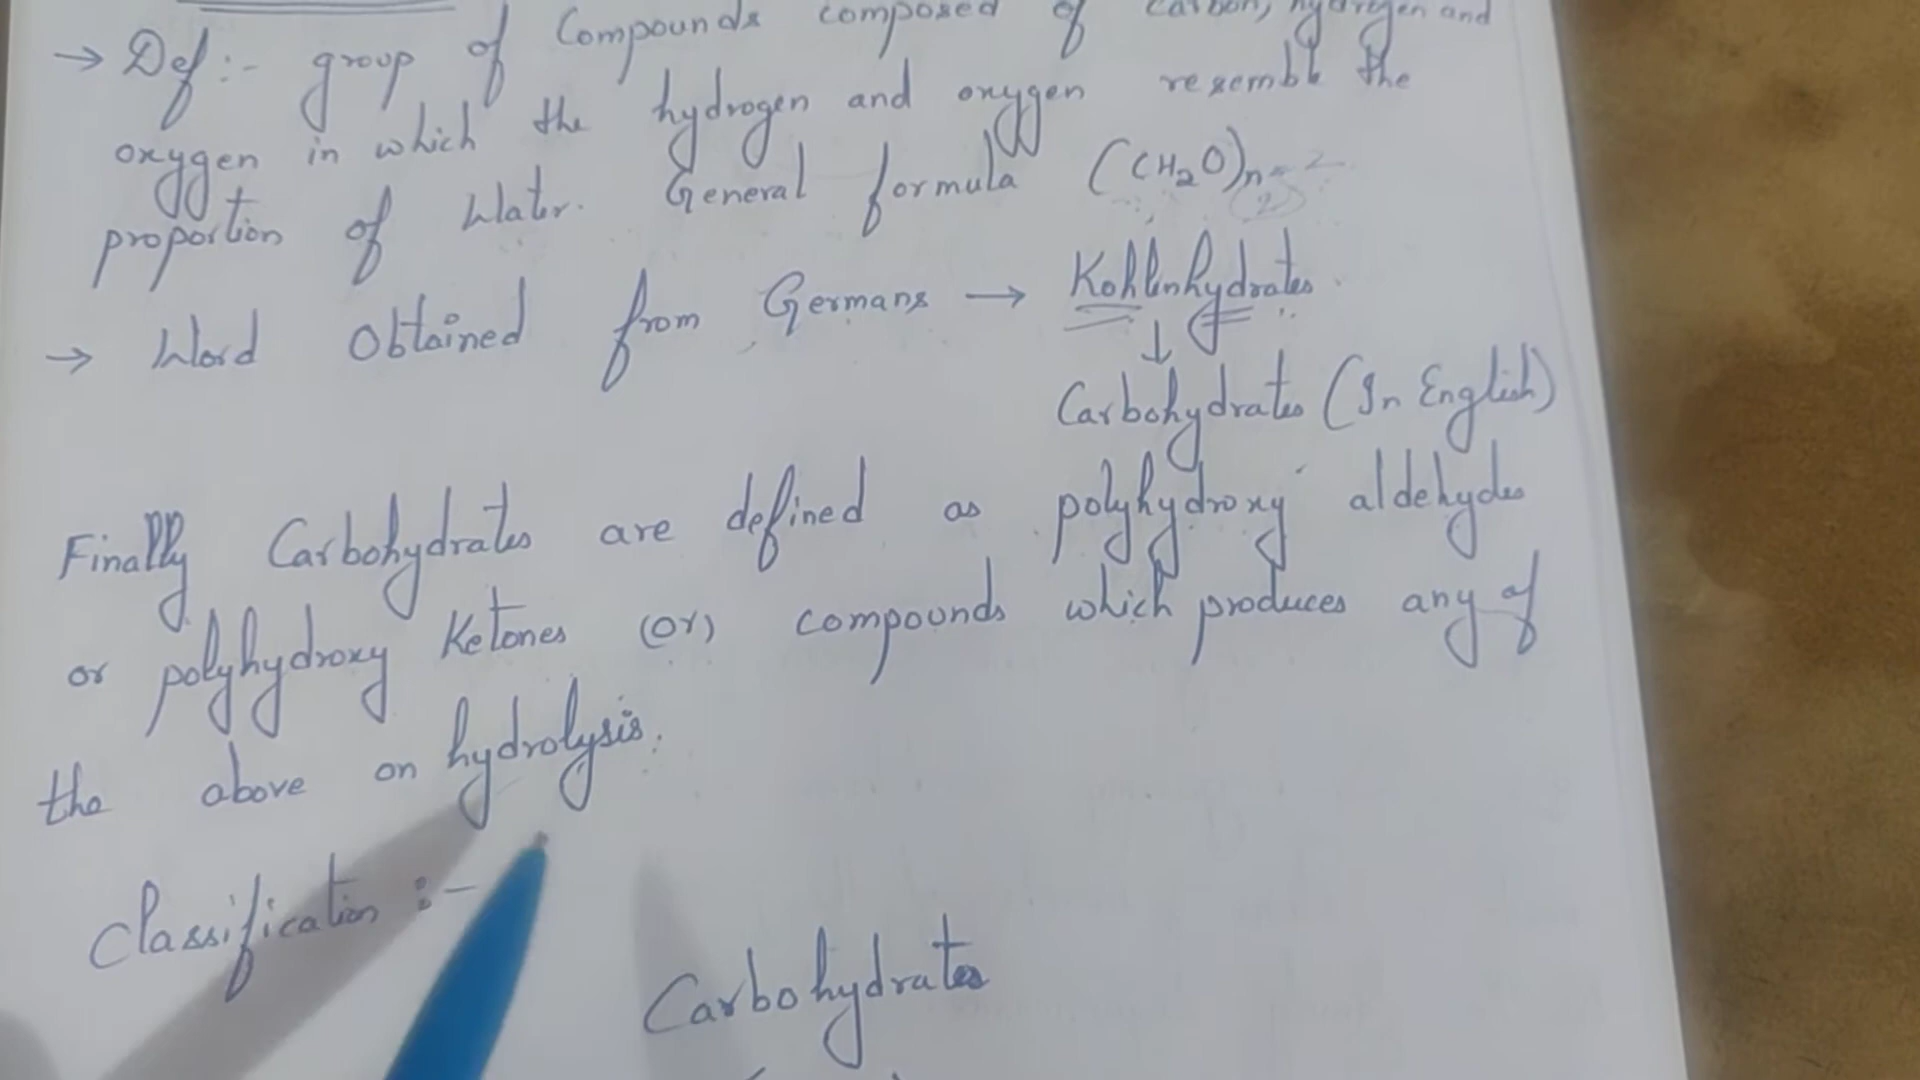 → Def:- group of Compounds composed of Carbon, hydrogen and
oxygen in which the hydrogen and oxygen resemble the
proportion of Water. General formula (CH₂O)n
→ Word Obtained from Germans → Kohlenhydrates
↓
Carbohydrates (In English)
Finally Carbohydrates are defined as polyhydroxy aldehydes
or polyhydroxy Ketones (or) compounds which produces any of
the above on hydrolysis.
Classification :-
Carbohydrates